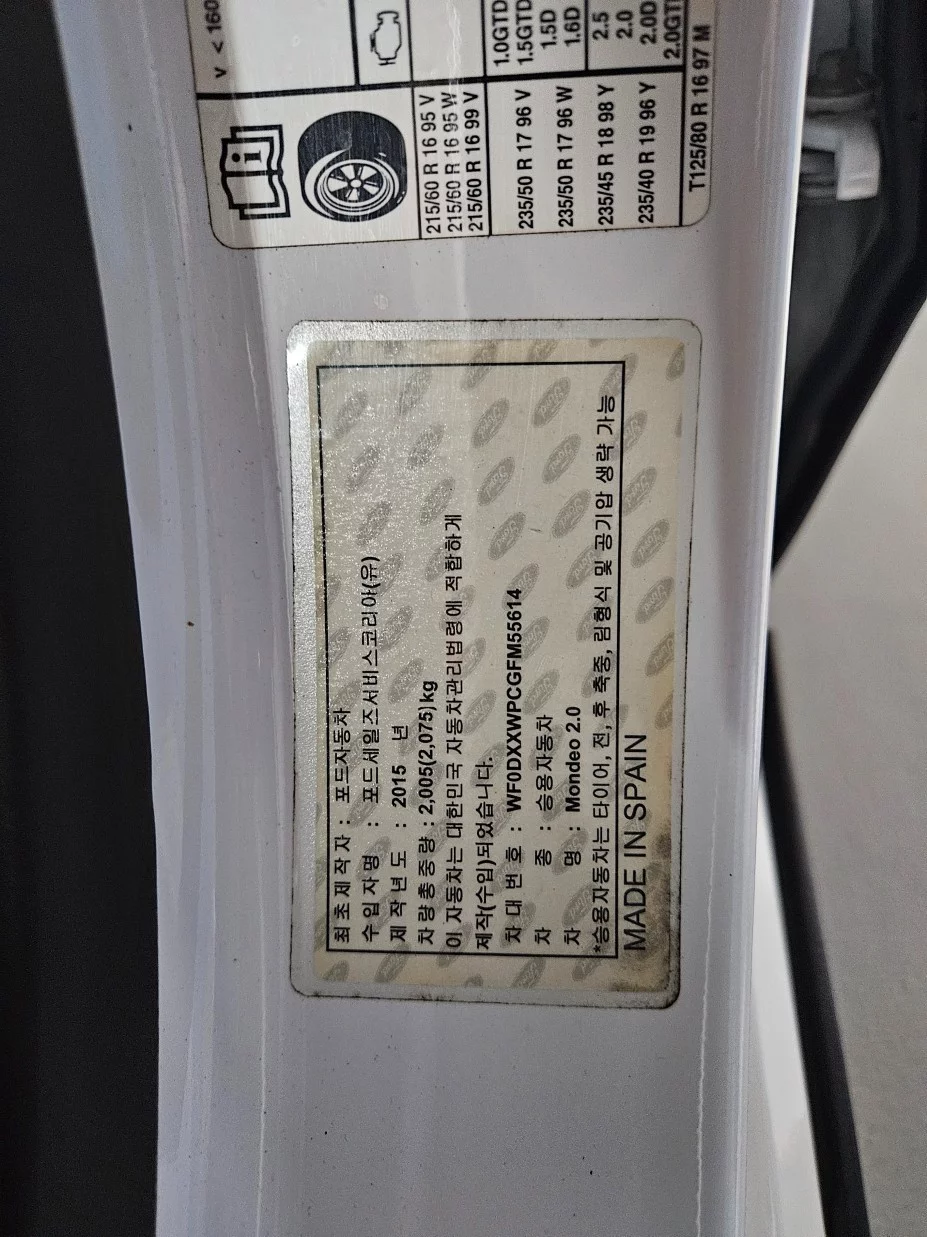 v < 160
215/60 R 16 95 V
215/60 R 16 95 W
215/60 R 16 99 V
1.0GTD
1.5GTD
1.5D
1.6D
235/50 R 17 96 V
235/50 R 17 96 W
2.5
2.0
2.0D
235/45 R 18 98 Y
235/40 R 19 96 Y
T125/80 R 16 97 M
최초제작자 : 포드자동차
수입자명 : 포드세일즈서비스코리아(유)
제작년도 : 2015 년
차량총중량 : 2,005(2,075)kg
이 자동차는 대한민국 자동차관리법령에 적합하게
제작(수입)되었습니다.
차대번호 : WF0DXXWPCGFM55614
차종 : 승용자동차
차명 : Mondeo 2.0
*승용자동차는 타이어, 전, 후 축중, 림형식 및 공기압 생략 가능
MADE IN SPAIN